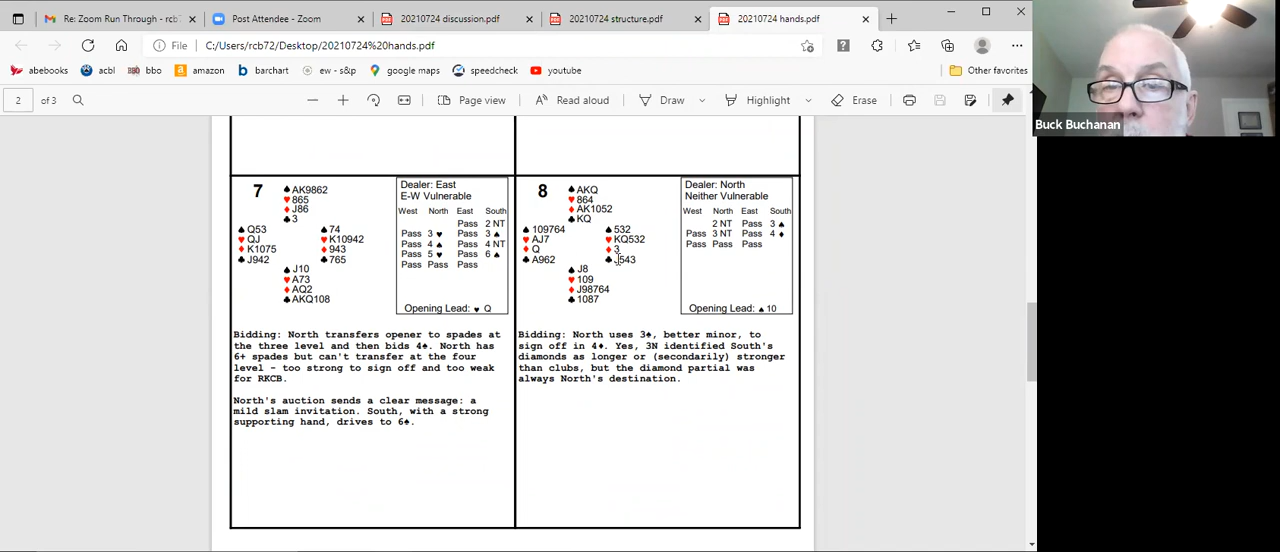 Re: Zoom Run Through - rcb7
Post Attendee - Zoom
20210724 discussion.pdf
20210724 structure.pdf
20210724 hands.pdf
File C:/Users/rcb72/Desktop/20210724%20hands.pdf
abebooks acbl bbo amazon barchart ew - s&p google maps speedcheck youtube Other favorites
2 of 3 Page view Read aloud Draw Highlight Erase
Buck Buchanan
7
♠ AK9862
♥ 865
♦ J86
♣ 3
♠ Q53
♥ QJ
♦ K1075
♣ J942
♠ 74
♥ K10942
♦ 943
♣ 765
♠ J10
♥ A73
♦ AQ2
♣ AKQ108
Dealer: East
E-W Vulnerable
West North East South
Pass 2 NT
Pass 3 ♥ Pass 3 ♠
Pass 4 ♠ Pass 4 NT
Pass 5 ♥ Pass 6 ♠
Pass Pass Pass
Opening Lead: ♥ Q
Bidding: North transfers opener to spades at
the three level and then bids 4♠. North has
6+ spades but can't transfer at the four
level - too strong to sign off and too weak
for RKCB.
North's auction sends a clear message: a
mild slam invitation. South, with a strong
supporting hand, drives to 6♠.
8
♠ AKQ
♥ 864
♦ AK1052
♣ KQ
♠ 109764
♥ AJ7
♦ Q
♣ A962
♠ 532
♥ KQ532
♦ 3
♣ J543
♠ J8
♥ 109
♦ J98764
♣ 1087
Dealer: North
Neither Vulnerable
West North East South
2 NT Pass 3 ♠
Pass 3 NT Pass 4 ♦
Pass Pass Pass
Opening Lead: ♠ 10
Bidding: North uses 3♠, better minor, to
sign off in 4♦. Yes, 3N identified South's
diamonds as longer or (secondarily) stronger
than clubs, but the diamond partial was
always North's destination.